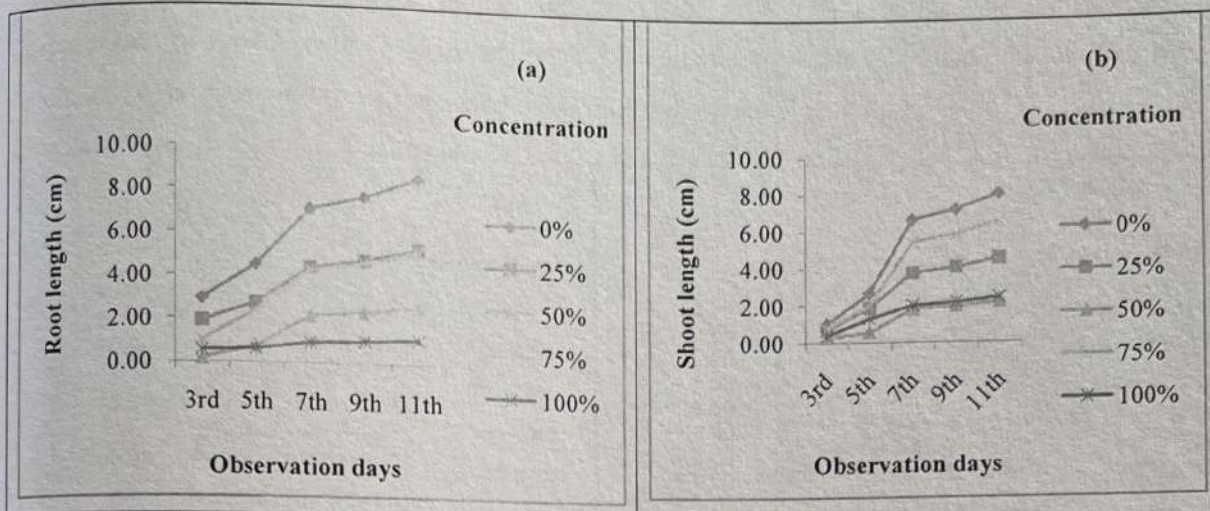 (a)
Concentration
10.00
8.00
6.00
4.00
2.00
0.00
Root length (cm)
3rd 5th 7th 9th 11th
Observation days
0%
25%
50%
75%
100%
(b)
Concentration
10.00
8.00
6.00
4.00
2.00
0.00
Shoot length (cm)
3rd 5th 7th 9th 11th
Observation days
0%
25%
50%
75%
100%